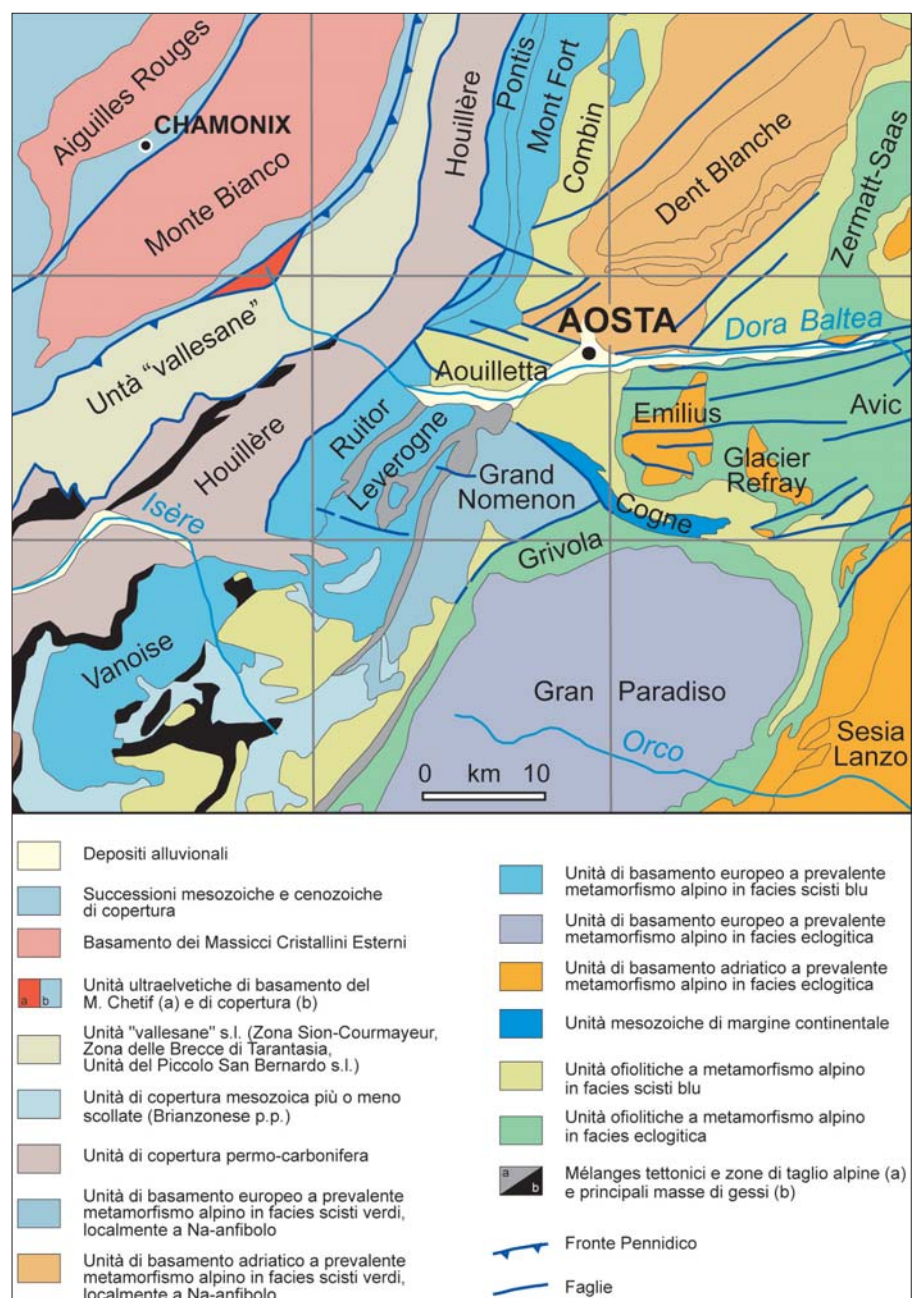 Aiguilles Rouges
CHAMONIX
Monte Bianco
Houillère
Pontis
Mont Fort
Combin
Dent Blanche
Zermatt-Saas
Untà "vallesane"
AOSTA
Dora Baltea
Aouilletta
Ruitor
Leverogne
Emilius
Avic
Houillère
Grand
Nomenon
Glacier
Refray
Isère
Cogne
Grivola
Vanoise
Gran Paradiso
Orco
Sesia
Lanzo
0 km 10
Depositi alluvionali
Successioni mesozoiche e cenozoiche
di copertura
Basamento dei Massicci Cristallini Esterni
a b
Unità ultraelvetiche di basamento del
M. Chetif (a) e di copertura (b)
Unità "vallesane" s.l. (Zona Sion-Courmayeur,
Zona delle Brecce di Tarantasia,
Unità del Piccolo San Bernardo s.l.)
Unità di copertura mesozoica più o meno
scollate (Brianzonese p.p.)
Unità di copertura permo-carbonifera
Unità di basamento europeo a prevalente
metamorfismo alpino in facies scisti verdi,
localmente a Na-anfibolo
Unità di basamento adriatico a prevalente
metamorfismo alpino in facies scisti verdi,
localmente a Na-anfibolo
Unità di basamento europeo a prevalente
metamorfismo alpino in facies scisti blu
Unità di basamento europeo a prevalente
metamorfismo alpino in facies eclogitica
Unità di basamento adriatico a prevalente
metamorfismo alpino in facies eclogitica
Unità mesozoiche di margine continentale
Unità ofiolitiche a metamorfismo alpino
in facies scisti blu
Unità ofiolitiche a metamorfismo alpino
in facies eclogitica
a
b
Mélanges tettonici e zone di taglio alpine (a)
e principali masse di gessi (b)
Fronte Pennidico
Faglie